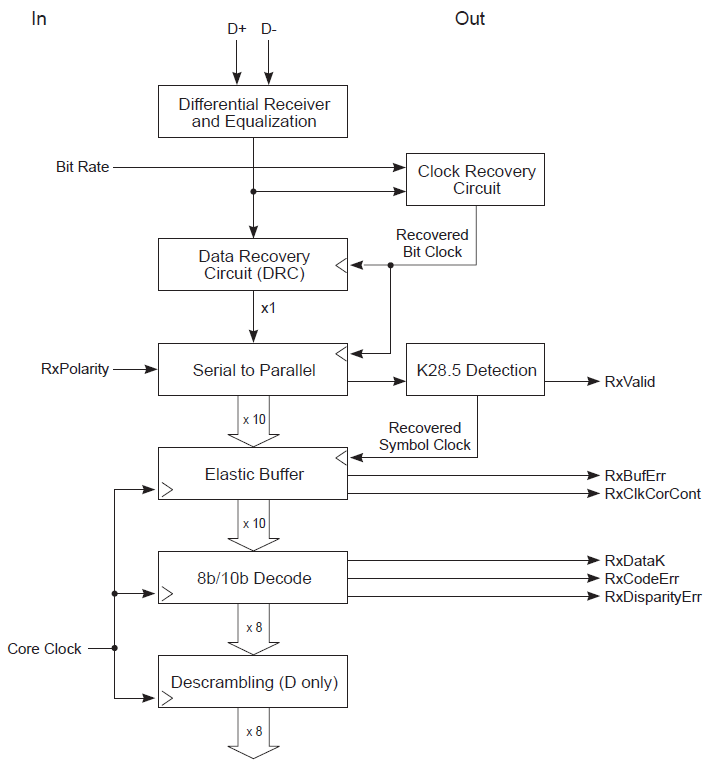 In
Out
D+ D-
Differential Receiver
and Equalization
Bit Rate
Clock Recovery
Circuit
Recovered
Bit Clock
Data Recovery
Circuit (DRC)
x1
RxPolarity
Serial to Parallel
K28.5 Detection
RxValid
x 10
Recovered
Symbol Clock
Elastic Buffer
RxBufErr
RxClkCorCont
x 10
8b/10b Decode
RxDataK
RxCodeErr
RxDisparityErr
x 8
Core Clock
Descrambling (D only)
x 8